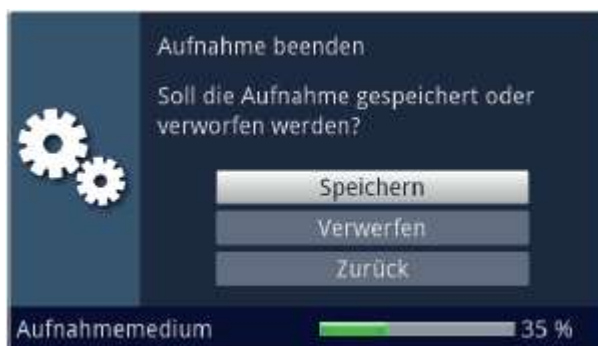 Aufnahme beenden
Soll die Aufnahme gespeichert oder
verworfen werden?
Speichern
Verwerfen
Zurück
Aufnahmemedium 35 %